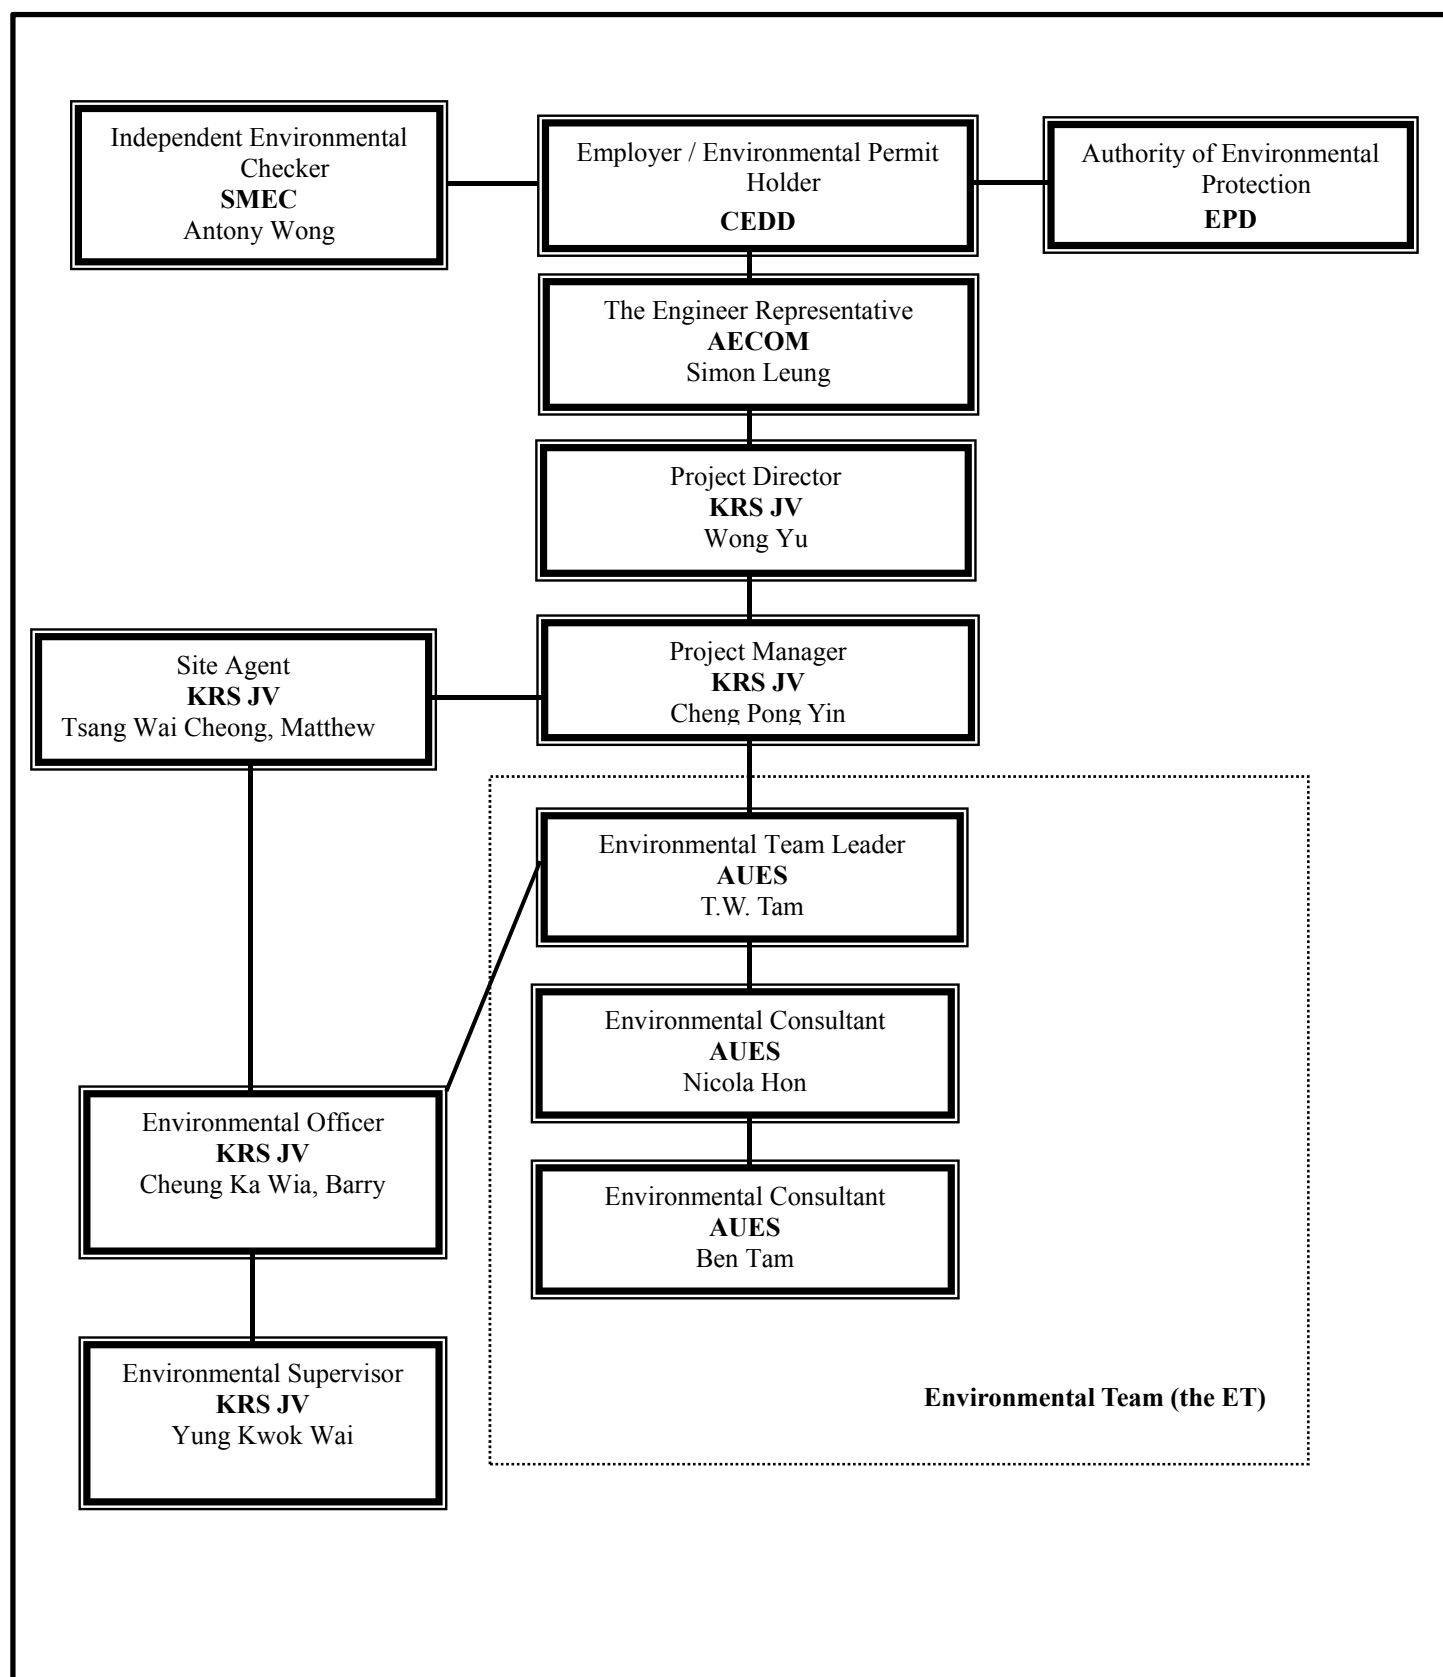 Independent Environmental
Checker
SMEC
Antony Wong
Employer / Environmental Permit
Holder
CEDD
Authority of Environmental
Protection
EPD
The Engineer Representative
AECOM
Simon Leung
Project Director
KRS JV
Wong Yu
Site Agent
KRS JV
Tsang Wai Cheong, Matthew
Project Manager
KRS JV
Cheng Pong Yin
Environmental Team Leader
AUES
T.W. Tam
Environmental Consultant
AUES
Nicola Hon
Environmental Officer
KRS JV
Cheung Ka Wia, Barry
Environmental Consultant
AUES
Ben Tam
Environmental Supervisor
KRS JV
Yung Kwok Wai
Environmental Team (the ET)